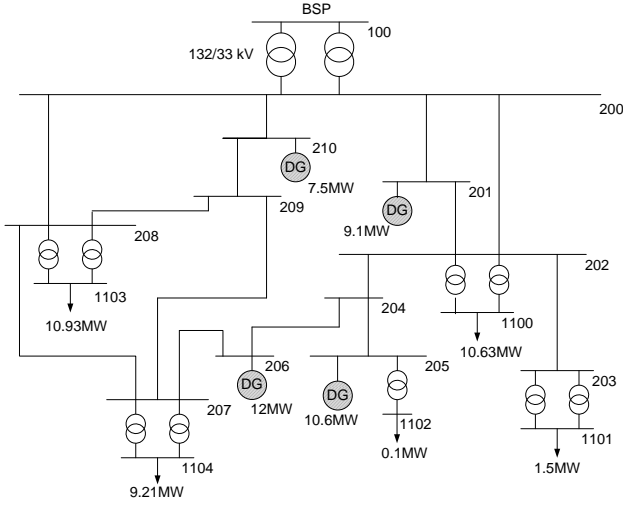 BSP
100
132/33 kV
200
210
DG
7.5MW
201
209
DG
9.1MW
208
202
1103
204
1100
10.93MW
10.63MW
206
205
203
DG
DG
207
12MW
10.6MW
1102
1101
0.1MW
1104
1.5MW
9.21MW